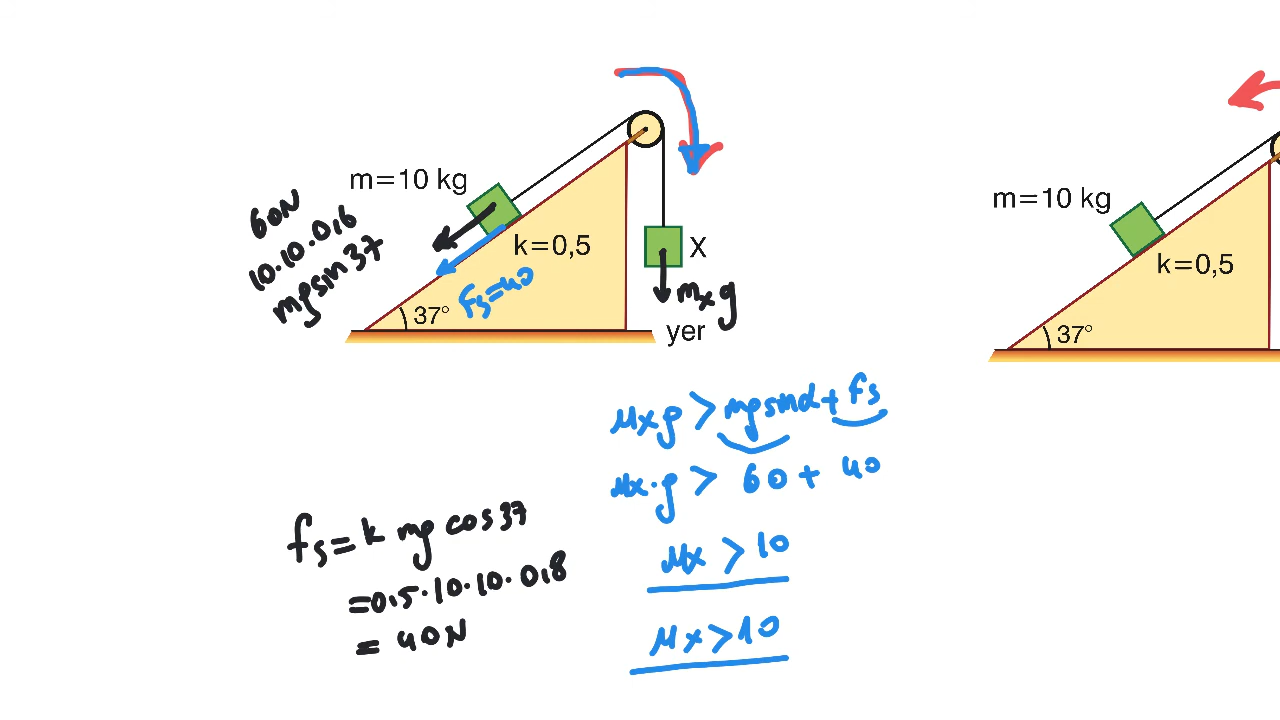 m=10 kg
60N
10.10.0,6
mgsin37
k=0,5
X
Fs=40
37°
mxg
yer
Mxg > mgsinα + fs
Mx.g > 60 + 40
Mx > 10
Mx > 10
fs = k mg cos37
=0,5.10.10.0,8
= 40N
m=10 kg
k=0,5
37°